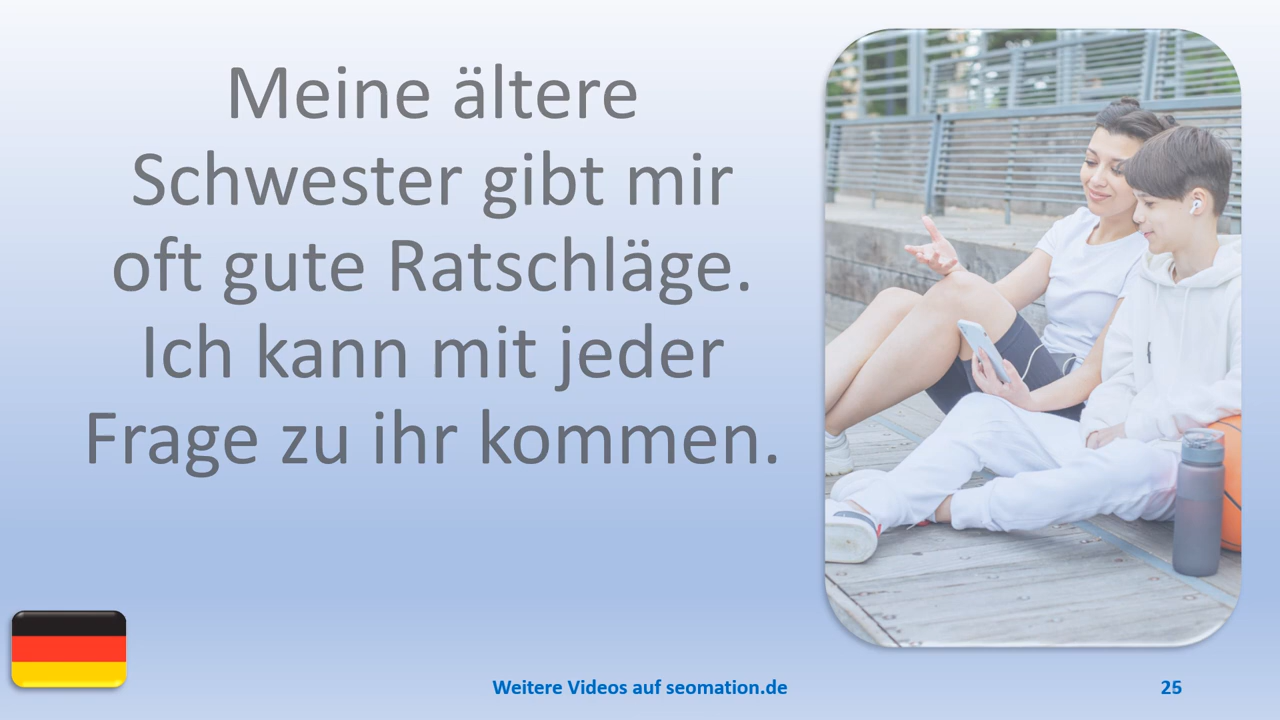 Meine ältere
Schwester gibt mir
oft gute Ratschläge.
Ich kann mit jeder
Frage zu ihr kommen.
Weitere Videos auf seomation.de
25